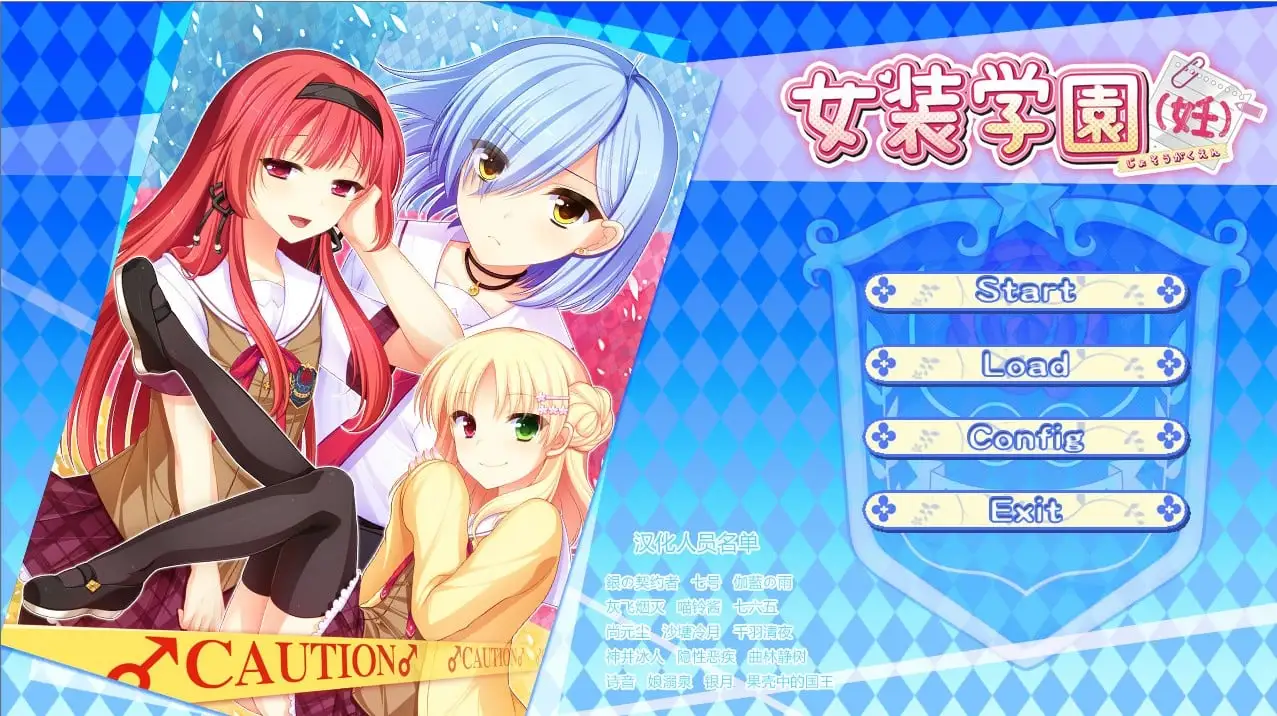 女装学園
(妊)
じょそうがくえん
Start
Load
Config
Exit
汉化人员名单
銀の契约者 七号 伽蓝の雨
灰飞烟灭 喵铃酱 七六五
尚元尘 沙塘冷月 千羽清夜
神井冰人 隐性恶疾 曲林静树
诗音 娘溺泉 银月 果壳中的国王
♂CAUTION♂ ♂CAUTION♂